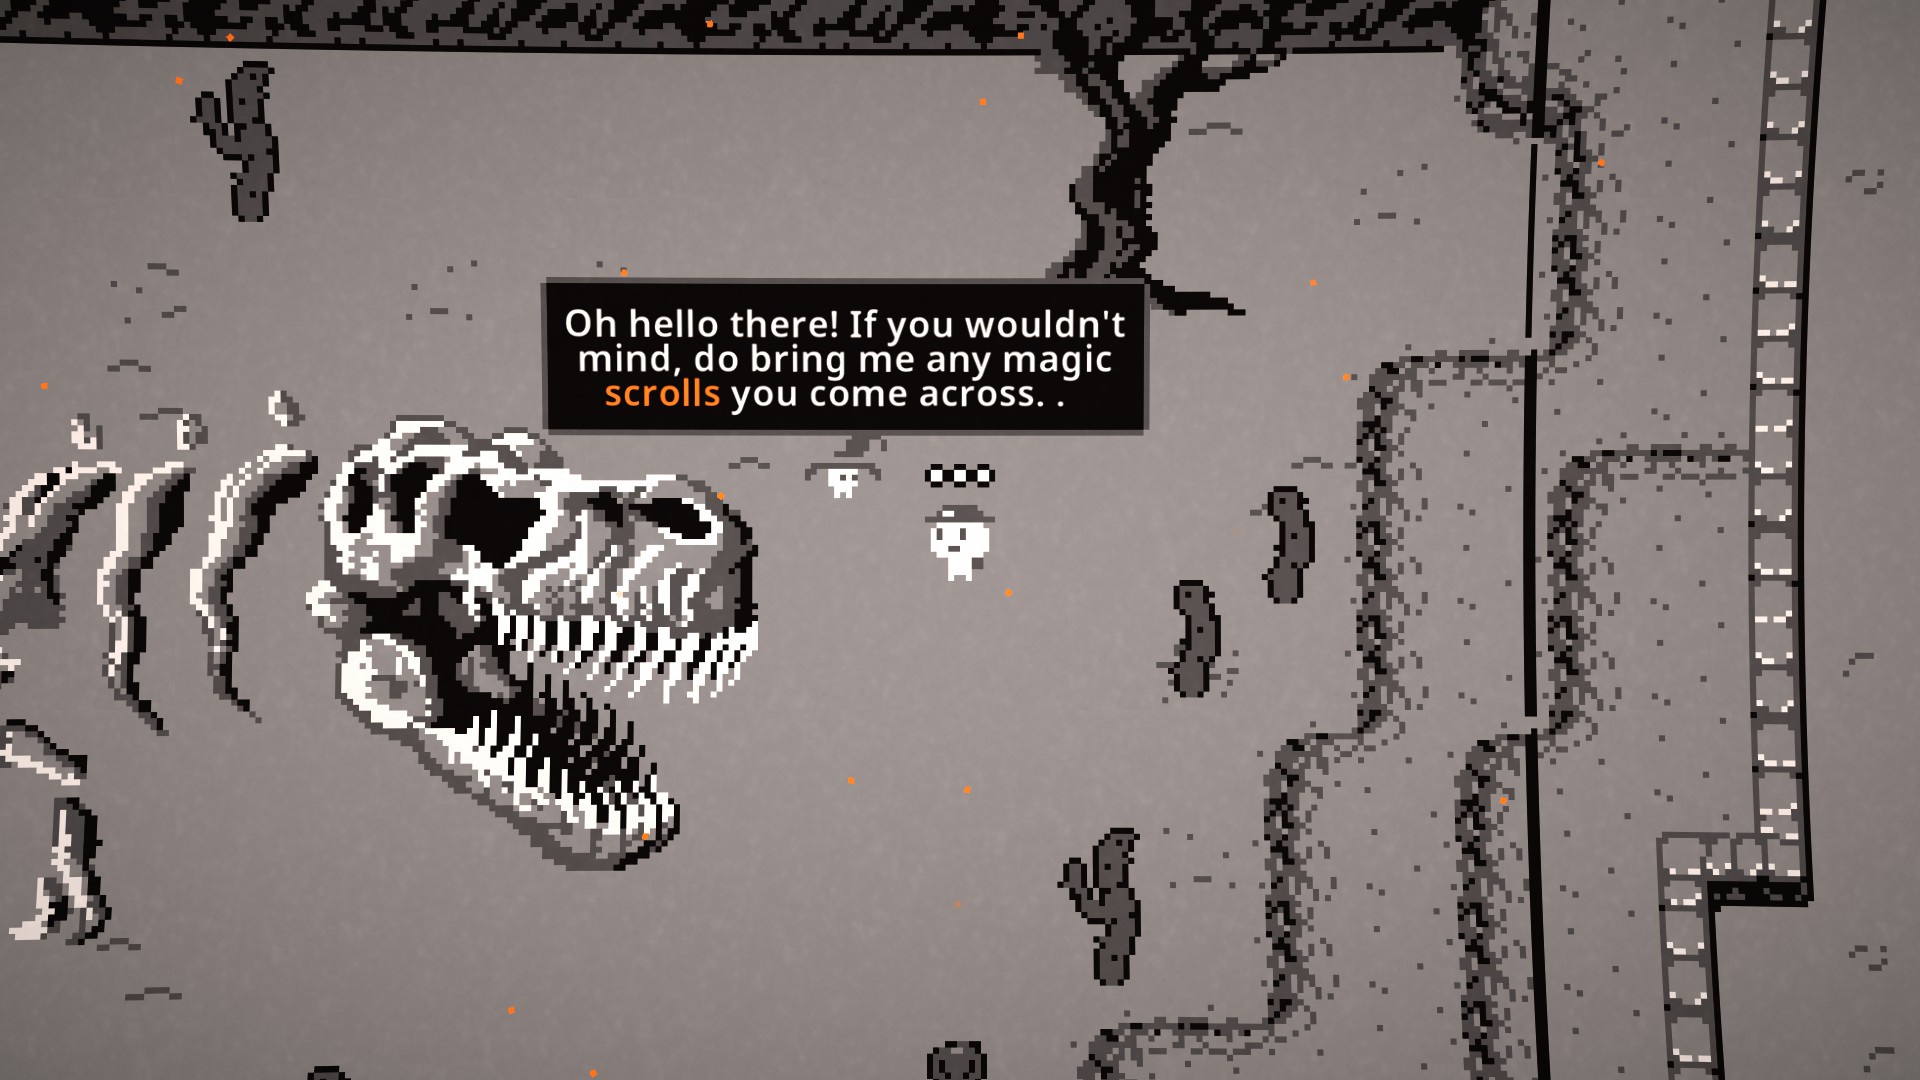 Oh hello there! If you wouldn't
mind, do bring me any magic
scrolls you come across. .